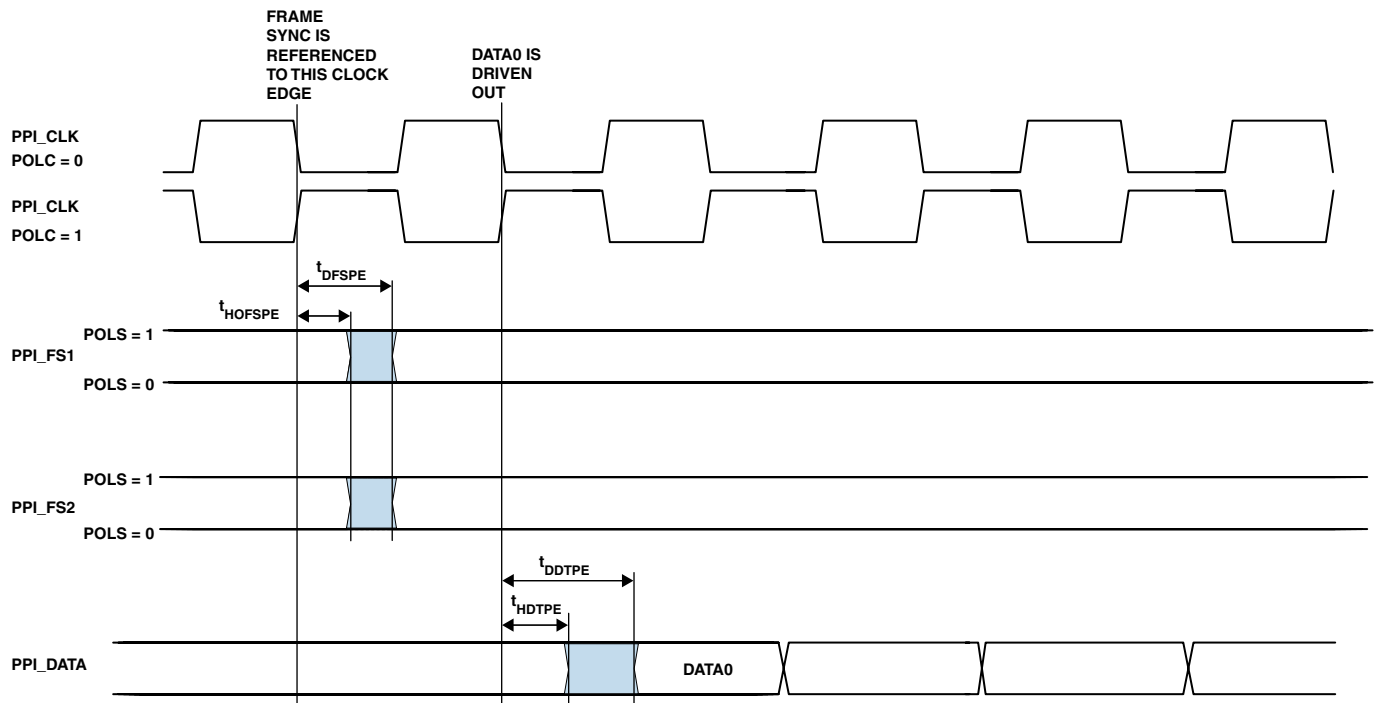 FRAME
SYNC IS
REFERENCED
TO THIS CLOCK
EDGE
DATA0 IS
DRIVEN
OUT
PPI_CLK
POLC = 0
PPI_CLK
POLC = 1
tDFSPE
tHOFSPE
POLS = 1
PPI_FS1
POLS = 0
POLS = 1
PPI_FS2
POLS = 0
tDDTPE
tHDTPE
PPI_DATA
DATA0